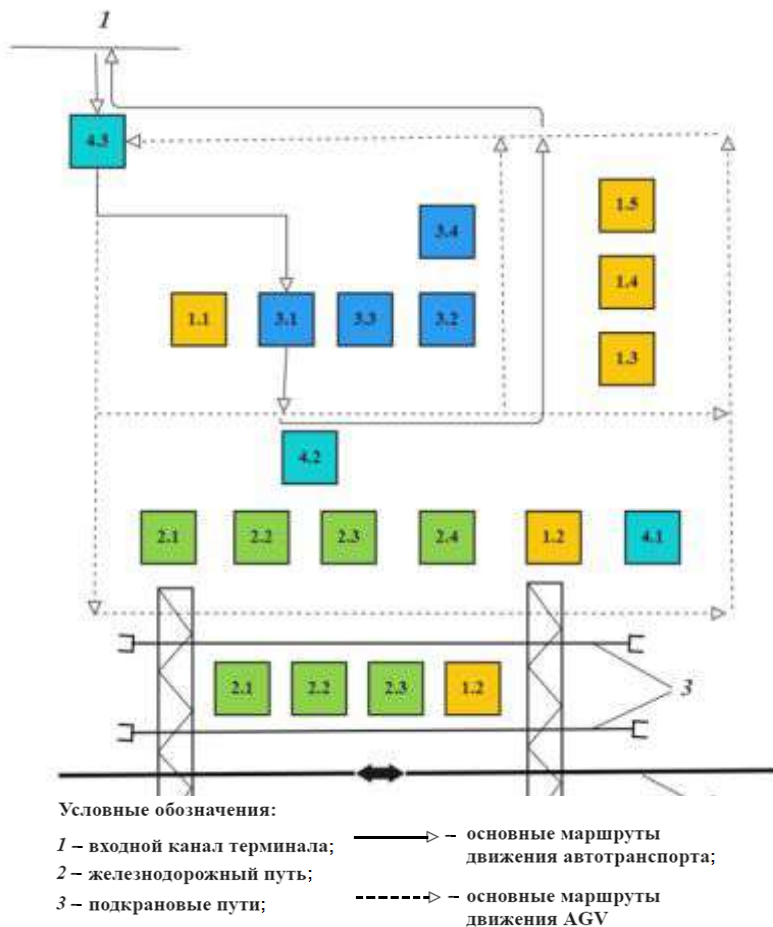 1
4.3
1.5
3.4
1.4
1.1
3.1
3.3
3.2
1.3
4.2
2.1
2.2
2.3
2.4
1.2
4.1
2.1
2.2
2.3
1.2
3
Условные обозначения:
1 – входной канал терминала;
2 – железнодорожный путь;
3 – подкрановые пути;
– основные маршруты
движения автотранспорта;
– основные маршруты
движения AGV